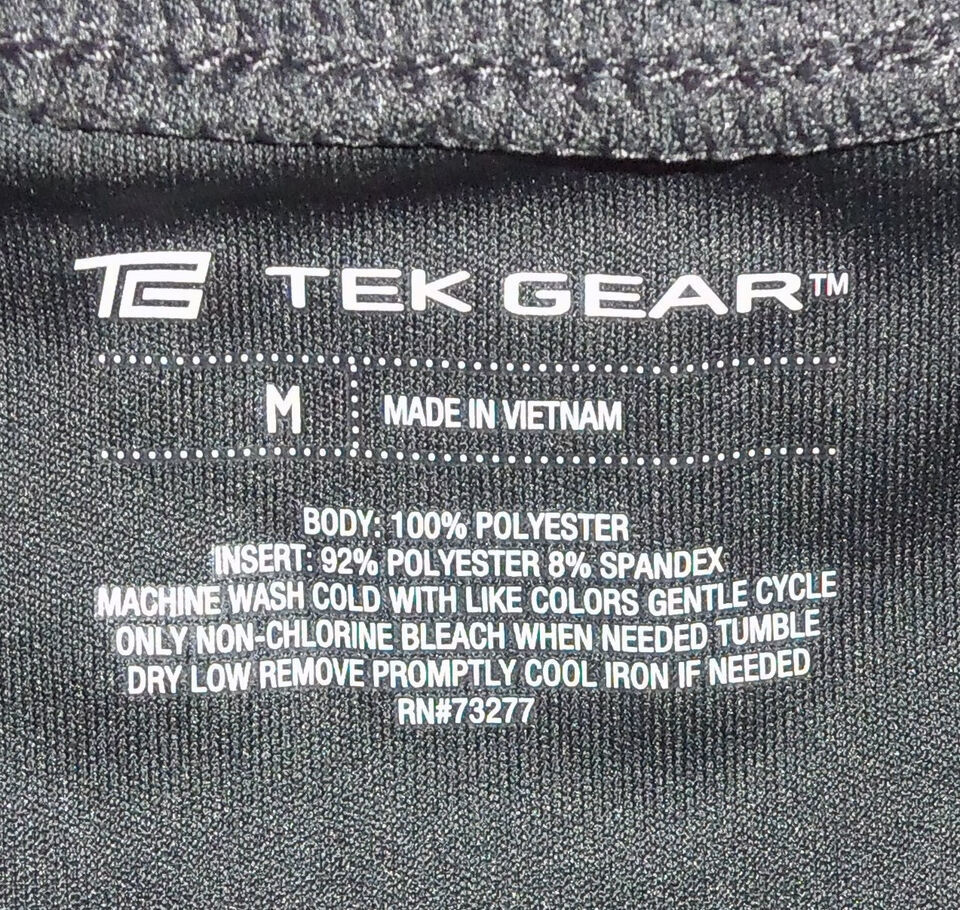 TG TEK GEAR™
M MADE IN VIETNAM
BODY: 100% POLYESTER
INSERT: 92% POLYESTER 8% SPANDEX
MACHINE WASH COLD WITH LIKE COLORS GENTLE CYCLE
ONLY NON-CHLORINE BLEACH WHEN NEEDED TUMBLE
DRY LOW REMOVE PROMPTLY COOL IRON IF NEEDED
RN#73277